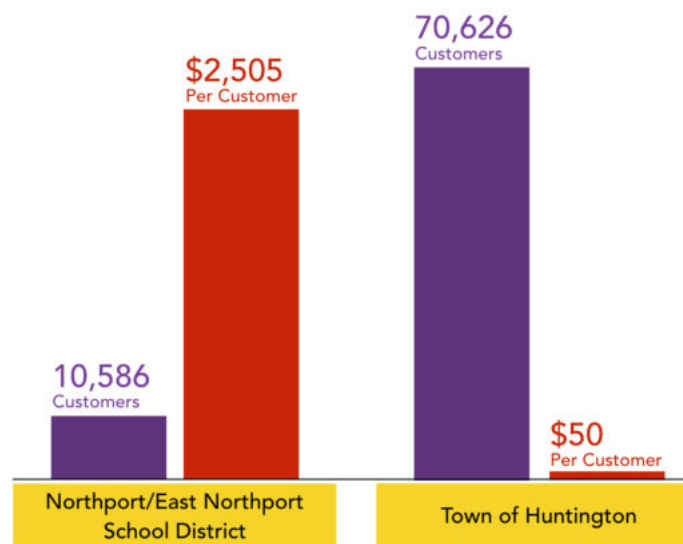 70,626
Customers
$2,505
Per Customer
10,586
Customers
$50
Per Customer
Northport/East Northport
School District
Town of Huntington